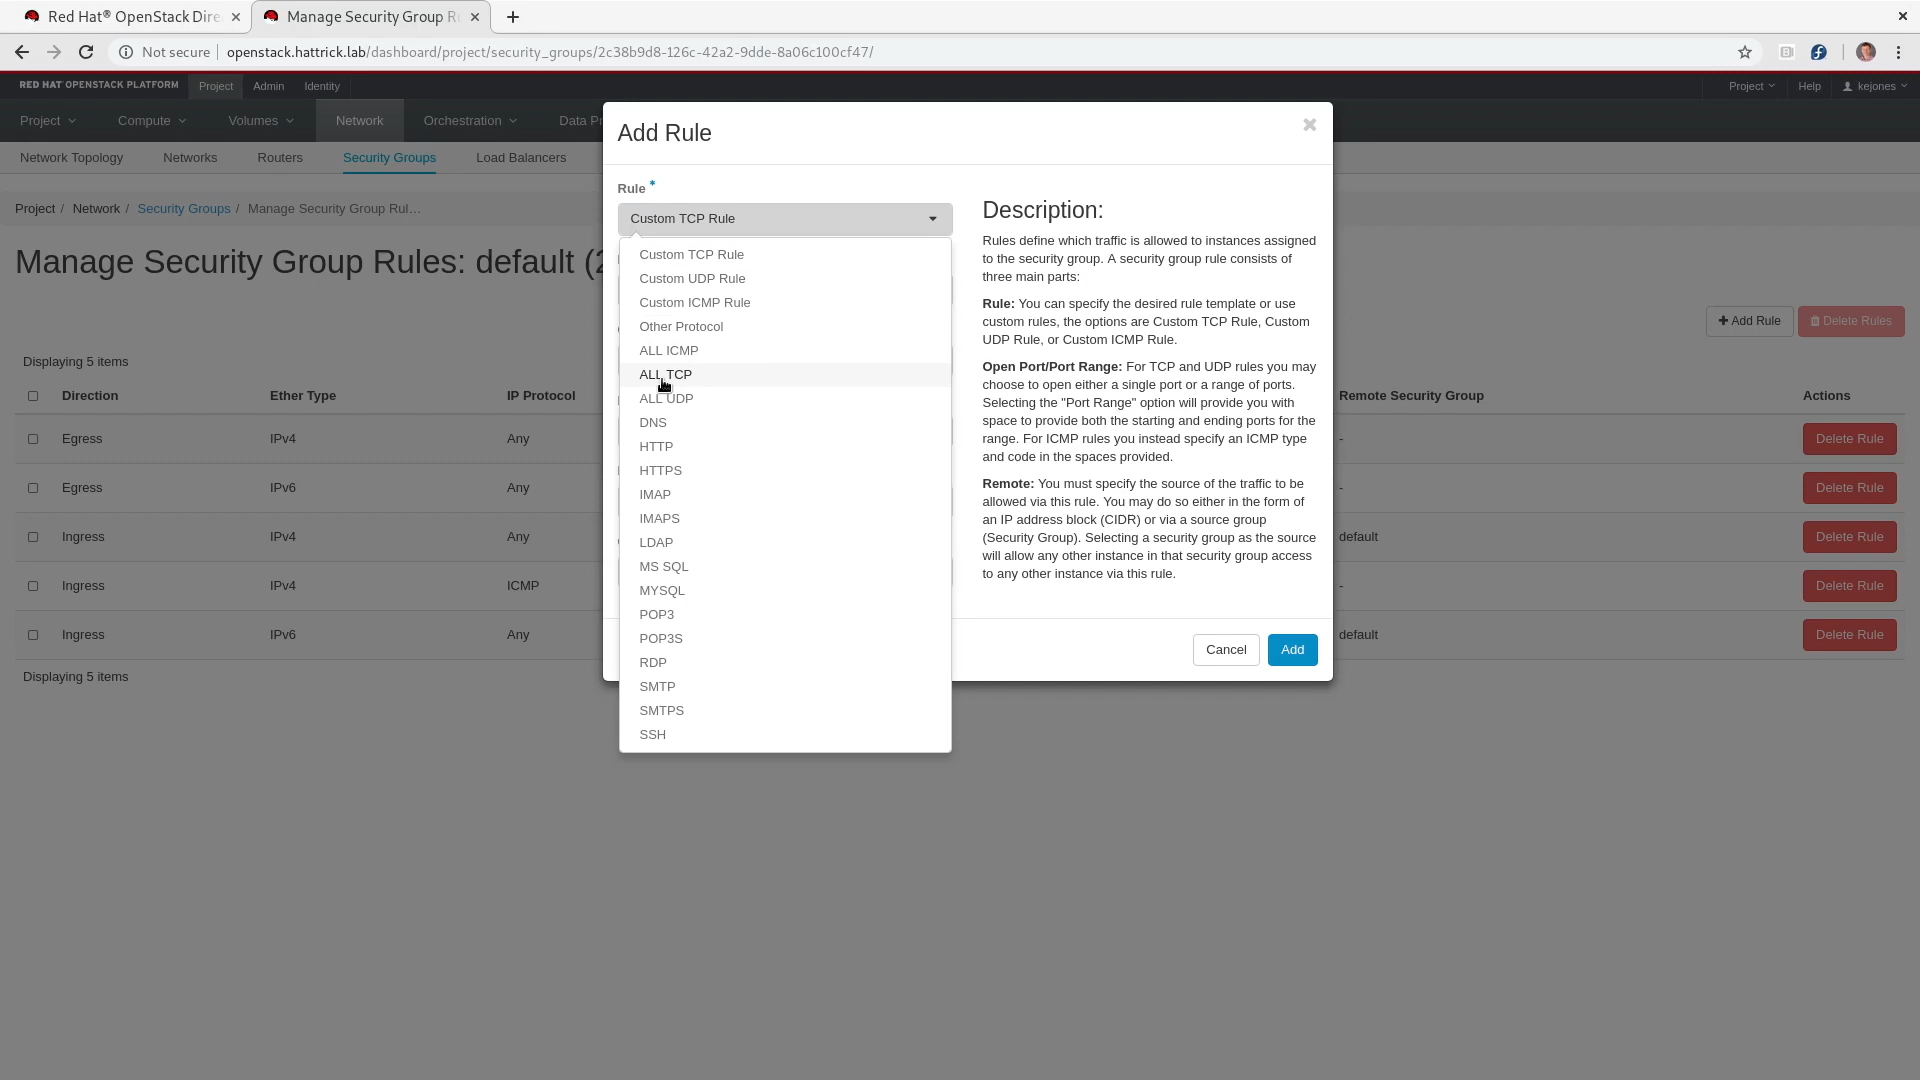 Red Hat® OpenStack Dire
Manage Security Group Ru
Not secure
openstack.hattrick.lab/dashboard/project/security_groups/2c38b9d8-126c-42a2-9dde-8a06c100cf47/
RED HAT OPENSTACK PLATFORM
Project
Admin
Identity
Project
Help
kejones
Project
Compute
Volumes
Network
Orchestration
Data Pr
Network Topology
Networks
Routers
Security Groups
Load Balancers
Project /
Network /
Security Groups /
Manage Security Group Rul…
Manage Security Group Rules: default (2
Add Rule
Delete Rules
Displaying 5 items
Direction
Ether Type
IP Protocol
Remote Security Group
Actions
Egress
IPv4
Any
-
Delete Rule
Egress
IPv6
Any
-
Delete Rule
Ingress
IPv4
Any
default
Delete Rule
Ingress
IPv4
ICMP
-
Delete Rule
Ingress
IPv6
Any
default
Delete Rule
Displaying 5 items
Add Rule
Rule *
Custom TCP Rule
Custom TCP Rule
Custom UDP Rule
Custom ICMP Rule
Other Protocol
ALL ICMP
ALL TCP
ALL UDP
DNS
HTTP
HTTPS
IMAP
IMAPS
LDAP
MS SQL
MYSQL
POP3
POP3S
RDP
SMTP
SMTPS
SSH
Description:
Rules define which traffic is allowed to instances assigned
to the security group. A security group rule consists of
three main parts:
Rule: You can specify the desired rule template or use
custom rules, the options are Custom TCP Rule, Custom
UDP Rule, or Custom ICMP Rule.
Open Port/Port Range: For TCP and UDP rules you may
choose to open either a single port or a range of ports.
Selecting the "Port Range" option will provide you with
space to provide both the starting and ending ports for the
range. For ICMP rules you instead specify an ICMP type
and code in the spaces provided.
Remote: You must specify the source of the traffic to be
allowed via this rule. You may do so either in the form of
an IP address block (CIDR) or via a source group
(Security Group). Selecting a security group as the source
will allow any other instance in that security group access
to any other instance via this rule.
Cancel
Add